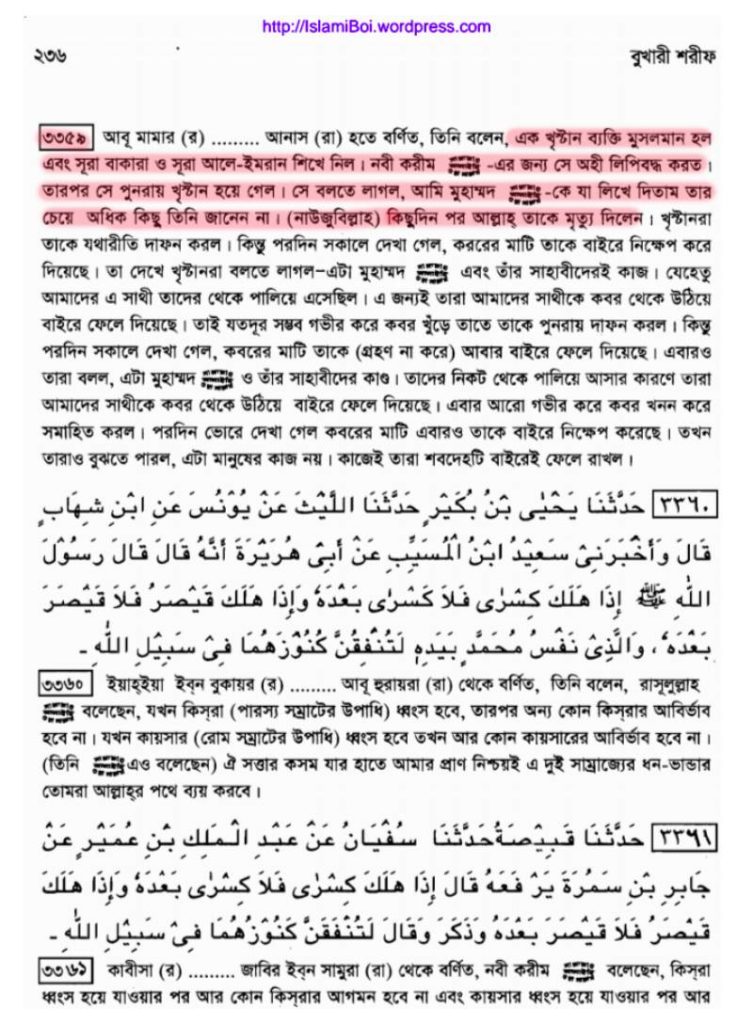 http://IslamiBoi.wordpress.com
২৩৬ বুখারী শরীফ
৩৩৫৯ আবূ মামার (র) ......... আনাস (রা) হতে বর্ণিত, তিনি বলেন, এক খৃস্টান ব্যক্তি মুসলমান হল
এবং সূরা বাকারা ও সূরা আলে-ইমরান শিখে নিল। নবী করীম ﷺ -এর জন্য সে অহী লিপিবদ্ধ করত।
তারপর সে পুনরায় খৃস্টান হয়ে গেল। সে বলতে লাগল, আমি মুহাম্মদ ﷺ -কে যা লিখে দিতাম তার
চেয়ে অধিক কিছু তিনি জানেন না। (নাউজুবিল্লাহ) কিছুদিন পর আল্লাহ্ তাকে মৃত্যু দিলেন। খৃস্টানরা
তাকে যথারীতি দাফন করল। কিন্তু পরদিন সকালে দেখা গেল, কবরের মাটি তাকে বাইরে নিক্ষেপ করে
দিয়েছে। তা দেখে খৃস্টানরা বলতে লাগল-এটা মুহাম্মদ ﷺ এবং তাঁর সাহাবীদেরই কাজ। যেহেতু
আমাদের এ সাথী তাদের থেকে পালিয়ে এসেছিল। এ জন্যই তারা আমাদের সাথীকে কবর থেকে উঠিয়ে
বাইরে ফেলে দিয়েছে। তাই যতদূর সম্ভব গভীর করে কবর খুঁড়ে তাতে তাকে পুনরায় দাফন করল। কিন্তু
পরদিন সকালে দেখা গেল, কবরের মাটি তাকে (গ্রহণ না করে) আবার বাইরে ফেলে দিয়েছে। এবারও
তারা বলল, এটা মুহাম্মদ ﷺ ও তাঁর সাহাবীদের কাণ্ড। তাদের নিকট থেকে পালিয়ে আসার কারণে তারা
আমাদের সাথীকে কবর থেকে উঠিয়ে বাইরে ফেলে দিয়েছে। এবার আরো গভীর করে কবর খনন করে
সমাহিত করল। পরদিন ভোরে দেখা গেল কবরের মাটি এবারও তাকে বাইরে নিক্ষেপ করেছে। তখন
তারাও বুঝতে পারল, এটা মানুষের কাজ নয়। কাজেই তারা শবদেহটি বাইরেই ফেলে রাখল।
٣٣٦٠ حَدَّثَنَا يَحْيٰى بْنُ بُكَيْرٍ حَدَّثَنَا اللَّيْثُ عَنْ يُوْنُسَ عَنِ ابْنِ شِهَابٍ
قَالَ وَأَخْبَرَنِىْ سَعِيْدُ ابْنُ الْمُسَيِّبِ عَنْ أَبِىْ هُرَيْرَةَ أَنَّهُ قَالَ قَالَ رَسُوْلُ
اللّٰهِ ﷺ إِذَا هَلَكَ كِسْرٰى فَلاَ كَسْرٰى بَعْدَهُ وَإِذَا هَلَكَ قَيْصَرُ فَلاَ قَيْصَرَ
بَعْدَهُ ، وَالَّذِىْ نَفْسُ مُحَمَّدٍ بِيَدِهِ لَتُنْفِقُنَّ كُنُوْزَهُمَا فِىْ سَبِيْلِ اللّٰهِ ۔
৩৩৬০ ইয়াহ্ইয়া ইব্‌ন বুকায়র (র) ......... আবূ হুরায়রা (রা) থেকে বর্ণিত, তিনি বলেন, রাসূলুল্লাহ্
ﷺ বলেছেন, যখন কিস্‌রা (পারস্য সম্রাটের উপাধি) ধ্বংস হবে, তারপর অন্য কোন কিস্‌রার আবির্ভাব
হবে না। যখন কায়সার (রোম সম্রাটের উপাধি) ধ্বংস হবে তখন আর কোন কায়সারের আবির্ভাব হবে না।
(তিনি ﷺ এও বলেছেন) ঐ সত্তার কসম যার হাতে আমার প্রাণ নিশ্চয়ই এ দুই সাম্রাজ্যের ধন-ভান্ডার
তোমরা আল্লাহ্‌র পথে ব্যয় করবে।
٣٣٦١ حَدَّثَنَا قَبِيْصَةُ حَدَّثَنَا سُفْيَانُ عَنْ عَبْدِ الْمَلِكِ بْنِ عُمَيْرٍ عَنْ
جَابِرِ بْنِ سَمُرَةَ يَرْفَعَهُ قَالَ إِذَا هَلَكَ كِسْرٰى فَلاَ كَسْرٰى بَعْدَهُ وَإِذَا هَلَكَ
قَيْصَرُ فَلاَ قَيْصَرَ بَعْدَهُ وَذَكَرَ وَقَالَ لَتُنْفَقَنَّ كُنُوْزُهُمَا فِىْ سَبِيْلِ اللّٰهِ ۔
৩৩৬১ কাবীসা (র) ......... জাবির ইব্‌ন সামুরা (রা) থেকে বর্ণিত, নবী করীম ﷺ বলেছেন, কিস্‌রা
ধ্বংস হয়ে যাওয়ার পর আর কোন কিস্‌রার আগমন হবে না এবং কায়সার ধ্বংস হয়ে যাওয়ার পর আর